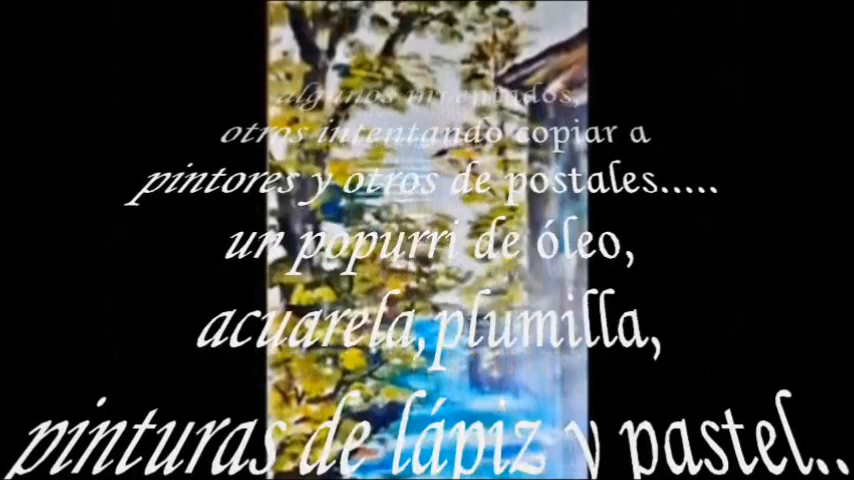 algunos inventados,
otros intentando copiar a
pintores y otros de postales.....
un popurri de óleo,
acuarela,plumilla,
pinturas de lápiz y pastel..